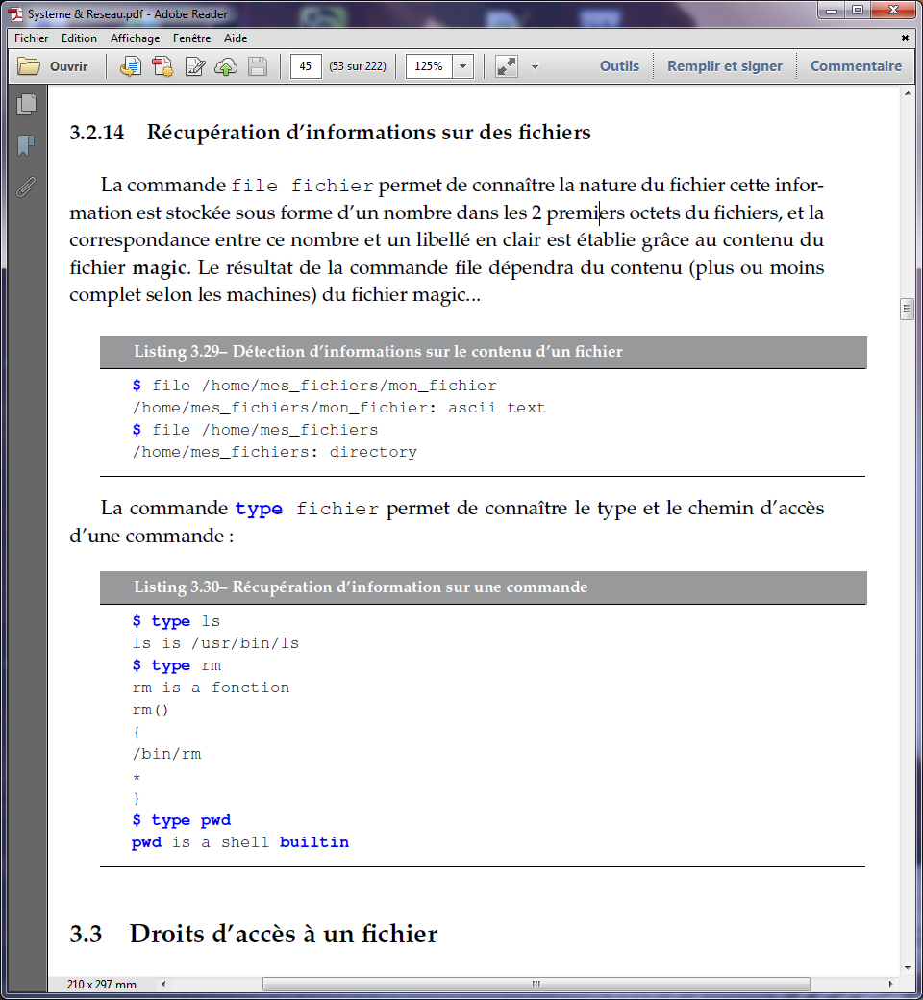 Systeme & Reseau.pdf - Adobe Reader
Fichier Edition Affichage Fenêtre Aide
Ouvrir 45 (53 sur 222) 125% Outils Remplir et signer Commentaire
3.2.14 Récupération d'informations sur des fichiers
La commande file fichier permet de connaître la nature du fichier cette infor-
mation est stockée sous forme d'un nombre dans les 2 premiers octets du fichiers, et la
correspondance entre ce nombre et un libellé en clair est établie grâce au contenu du
fichier magic. Le résultat de la commande file dépendra du contenu (plus ou moins
complet selon les machines) du fichier magic...
Listing 3.29– Détection d'informations sur le contenu d'un fichier
$ file /home/mes_fichiers/mon_fichier
/home/mes_fichiers/mon_fichier: ascii text
$ file /home/mes_fichiers
/home/mes_fichiers: directory
La commande type fichier permet de connaître le type et le chemin d'accès
d'une commande :
Listing 3.30– Récupération d'information sur une commande
$ type ls
ls is /usr/bin/ls
$ type rm
rm is a fonction
rm()
{
/bin/rm
*
}
$ type pwd
pwd is a shell builtin
3.3 Droits d'accès à un fichier
210 x 297 mm